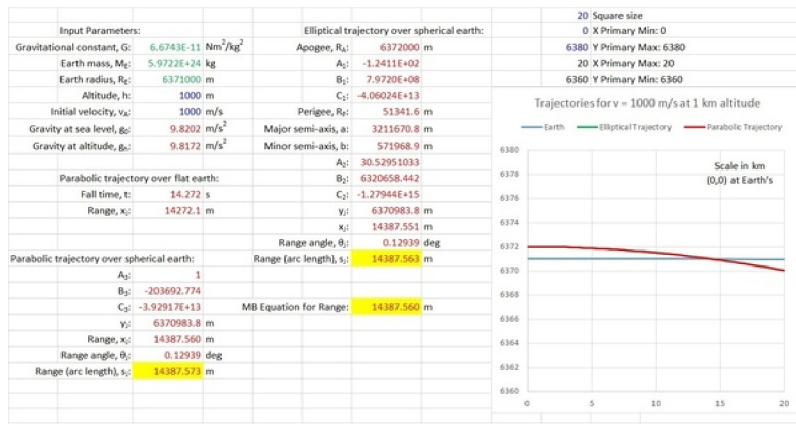 20 Square size
Input Parameters: Elliptical trajectory over spherical earth: 0 X Primary Min: 0
Gravitational constant, G: 6.6743E-11 Nm²/kg² Apogee, R_A: 6372000 m 6380 Y Primary Max: 6380
Earth mass, M_E: 5.9722E+24 kg A₁: -1.2411E+02 20 X Primary Max: 20
Earth radius, R_E: 6371000 m B₁: 7.9720E+08 6360 Y Primary Min: 6360
Altitude, h: 1000 m C₁: -4.06024E+13
Initial velocity, v_A: 1000 m/s Perigee, R_P: 51341.6 m
Gravity at sea level, g₀: 9.8202 m/s² Major semi-axis, a: 3211670.8 m
Gravity at altitude, gₕ: 9.8172 m/s² Minor semi-axis, b: 571968.9 m
A₂: 30.52951033
Parabolic trajectory over flat earth: B₂: 6320658.442
Fall time, t: 14.272 s C₂: -1.27944E+15
Range, xᵢ: 14272.1 m yᵢ: 6370983.8 m
xᵢ: 14387.551 m
Range angle, θᵢ: 0.12939 deg
Parabolic trajectory over spherical earth: Range (arc length), sᵢ: 14387.563 m
A₃: 1
B₃: -203692.774
C₃: -3.92917E+13 MB Equation for Range: 14387.560 m
yᵢ: 6370983.8 m
Range, xᵢ: 14387.560 m
Range angle, θᵢ: 0.12939 deg
Range (arc length), sᵢ: 14387.573 m
Trajectories for v = 1000 m/s at 1 km altitude
Earth Elliptical Trajectory Parabolic Trajectory
Scale in km
(0,0) at Earth's
6380
6378
6376
6374
6372
6370
6368
6366
6364
6362
6360
0 5 10 15 20